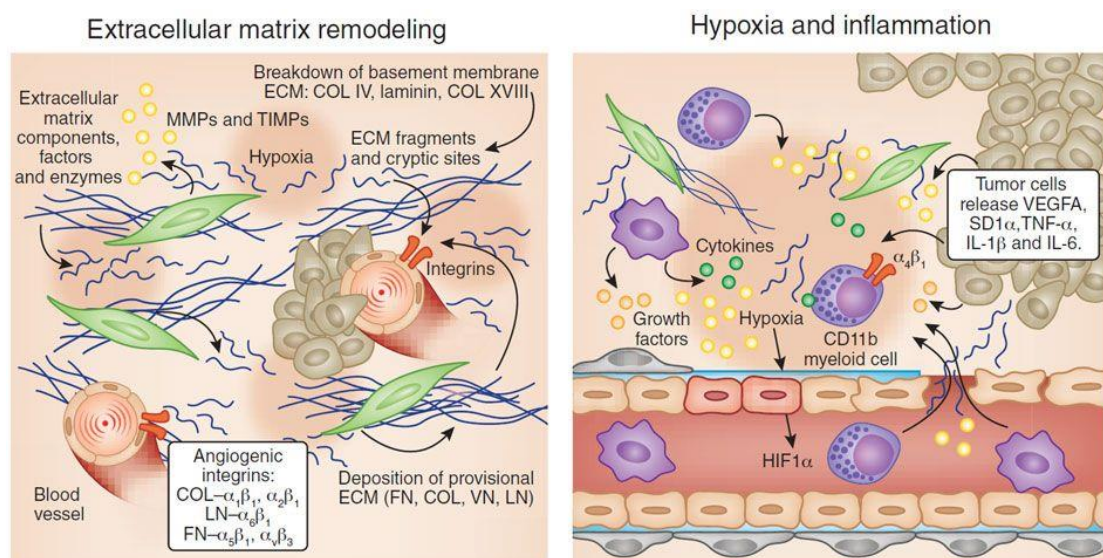 Extracellular matrix remodeling
Extracellular
matrix
components,
factors
and enzymes
MMPs and TIMPs
Hypoxia
Breakdown of basement membrane
ECM: COL IV, laminin, COL XVIII
ECM fragments
and cryptic sites
Integrins
Blood
vessel
Angiogenic
integrins:
COL–α₁β₁, α₂β₁
LN–α₆β₁
FN–α₅β₁, αᵥβ₃
Deposition of provisional
ECM (FN, COL, VN, LN)
Hypoxia and inflammation
Tumor cells
release VEGFA,
SD1α,TNF-α,
IL-1β and IL-6.
Cytokines
α₄β₁
Growth
factors
Hypoxia
CD11b
myeloid cell
HIF1α